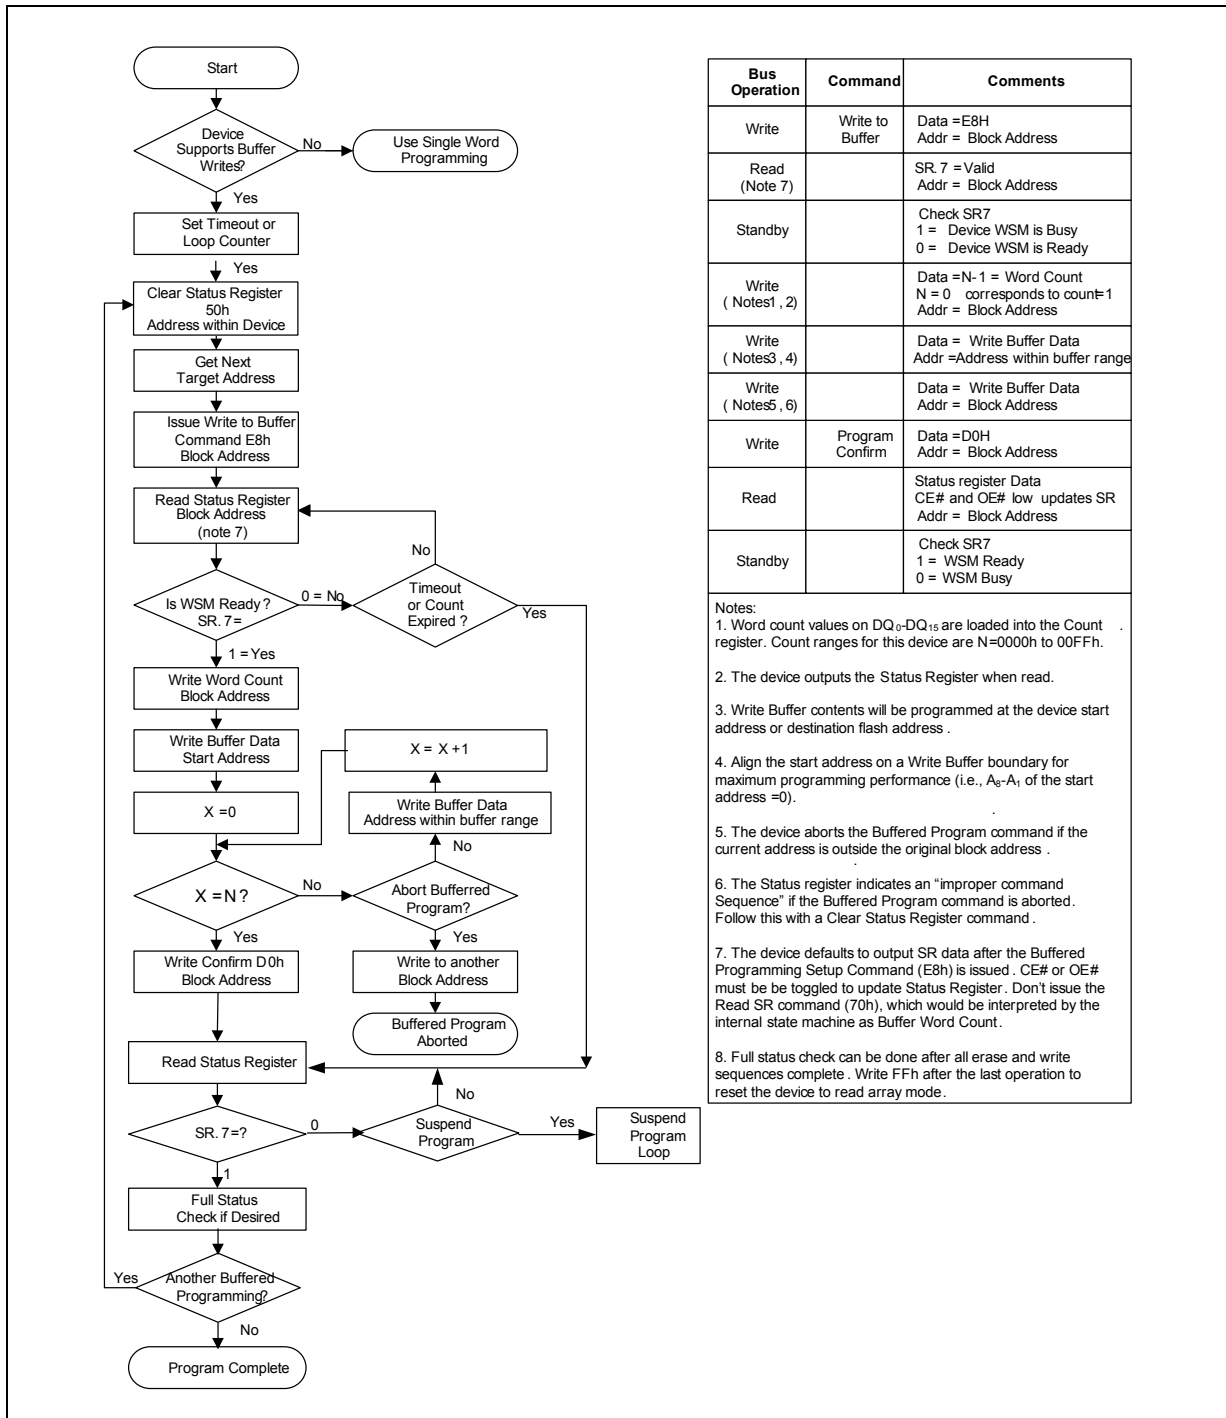 Start
Device
Supports Buffer
Writes?
No
Use Single Word
Programming
Yes
Set Timeout or
Loop Counter
Yes
Clear Status Register
50h
Address within Device
Get Next
Target Address
Issue Write to Buffer
Command E8h
Block Address
Read Status Register
Block Address
(note 7)
No
Is WSM Ready?
SR. 7=
0 = No
Timeout
or Count
Expired ?
Yes
1 = Yes
Write Word Count
Block Address
Write Buffer Data
Start Address
X = X +1
X =0
Write Buffer Data
Address within buffer range
No
X =N?
No
Abort Bufferred
Program?
Yes
Yes
Write Confirm D0h
Block Address
Write to another
Block Address
Buffered Program
Aborted
Read Status Register
No
SR. 7=?
0
Suspend
Program
Yes
Suspend
Program
Loop
1
Full Status
Check if Desired
Yes
Another Buffered
Programming?
No
Program Complete
Bus
Operation
Command
Comments
Write
Write to
Buffer
Data =E8H
Addr = Block Address
Read
(Note 7)
SR. 7 =Valid
Addr = Block Address
Standby
Check SR7
1 = Device WSM is Busy
0 = Device WSM is Ready
Write
( Notes1 , 2)
Data =N- 1 = Word Count
N = 0 corresponds to count=1
Addr = Block Address
Write
( Notes3 , 4)
Data = Write Buffer Data
Addr =Address within buffer range
Write
( Notes5 , 6)
Data = Write Buffer Data
Addr = Block Address
Write
Program
Confirm
Data =D0H
Addr = Block Address
Read
Status register Data
CE# and OE# low updates SR
Addr = Block Address
Standby
Check SR7
1 = WSM Ready
0 = WSM Busy
Notes:
1. Word count values on DQ0-DQ15 are loaded into the Count .
register. Count ranges for this device are N=0000h to 00FFh.
2. The device outputs the Status Register when read.
3. Write Buffer contents will be programmed at the device start
address or destination flash address .
4. Align the start address on a Write Buffer boundary for
maximum programming performance (i.e., A8-A1 of the start
address =0).
5. The device aborts the Buffered Program command if the
current address is outside the original block address .
6. The Status register indicates an “improper command
Sequence” if the Buffered Program command is aborted.
Follow this with a Clear Status Register command .
7. The device defaults to output SR data after the Buffered
Programming Setup Command (E8h) is issued . CE# or OE#
must be be toggled to update Status Register. Don’t issue the
Read SR command (70h), which would be interpreted by the
internal state machine as Buffer Word Count.
8. Full status check can be done after all erase and write
sequences complete . Write FFh after the last operation to
reset the device to read array mode.